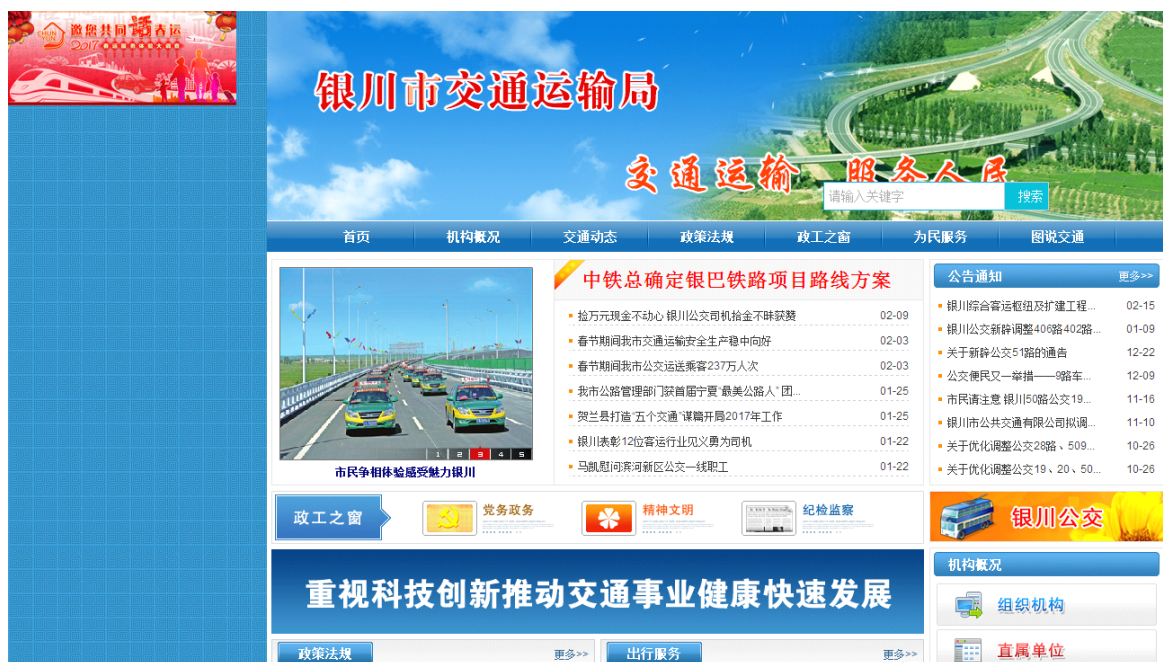 邀您共同话春运
CHUN YUN
2017
银川市交通运输局
交通运输 服务人民
请输入关键字
搜索
首页
机构概况
交通动态
政策法规
政工之窗
为民服务
图说交通
中铁总确定银巴铁路项目路线方案
捡万元现金不动心 银川公交司机拾金不昧获赞 02-09
春节期间我市交通运输安全生产稳中向好 02-03
春节期间我市公交运送乘客237万人次 02-03
我市公路管理部门获首届宁夏“最美公路人”团... 01-25
贺兰县打造“五个交通”谋篇开局2017年工作 01-25
银川表彰12位客运行业见义勇为司机 01-22
马凯慰问滨河新区公交一线职工 01-22
1 2 3 4 5
市民争相体验感受魅力银川
公告通知 更多>>
银川综合客运枢纽及扩建工程... 02-15
银川公交新辟调整406路402路... 01-09
关于新辟公交51路的通告 12-22
公交便民又一举措——9路车... 12-09
市民请注意 银川50路公交19... 11-16
银川市公共交通有限公司拟调... 11-10
关于优化调整公交28路、509... 10-26
关于优化调整公交19、20、50... 10-26
政工之窗
党务政务
精神文明
纪检监察
银川公交
重视科技创新推动交通事业健康快速发展
机构概况
组织机构
直属单位
政策法规 更多>>
出行服务 更多>>